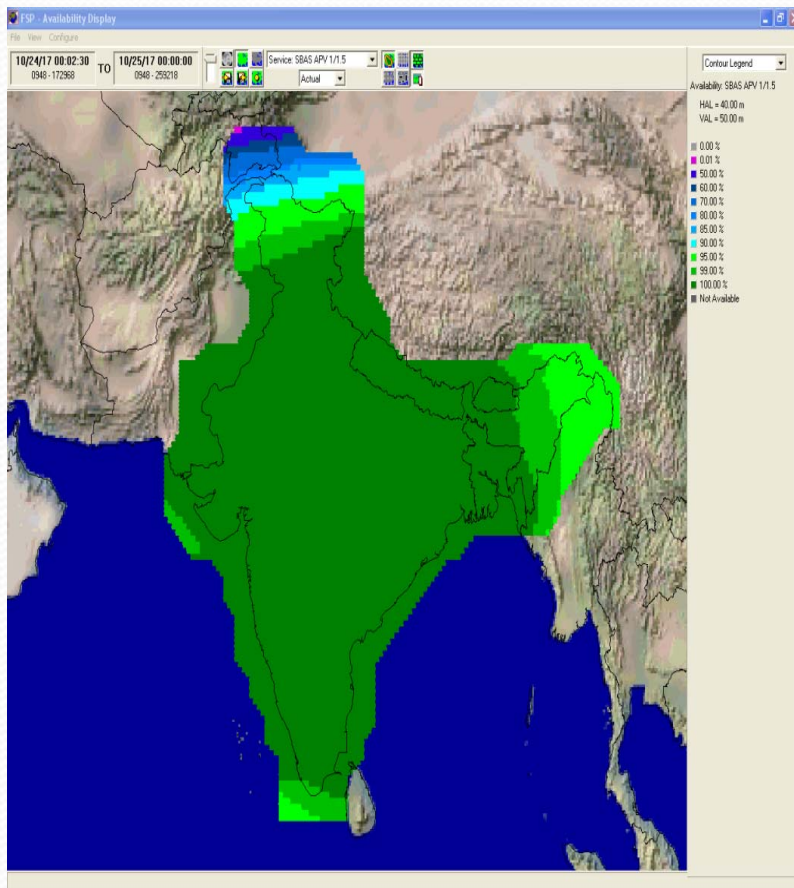 FSP - Availability Display
File View Configure
10/24/17 00:02:30
0948 - 172968
TO
10/25/17 00:00:00
0948 - 259218
Service: SBAS APV 1/1.5
Actual
Contour Legend
Availability: SBAS APV 1/1.5
HAL = 40.00 m
VAL = 50.00 m
0.00 %
0.01 %
50.00 %
60.00 %
70.00 %
80.00 %
85.00 %
90.00 %
95.00 %
99.00 %
100.00 %
Not Available